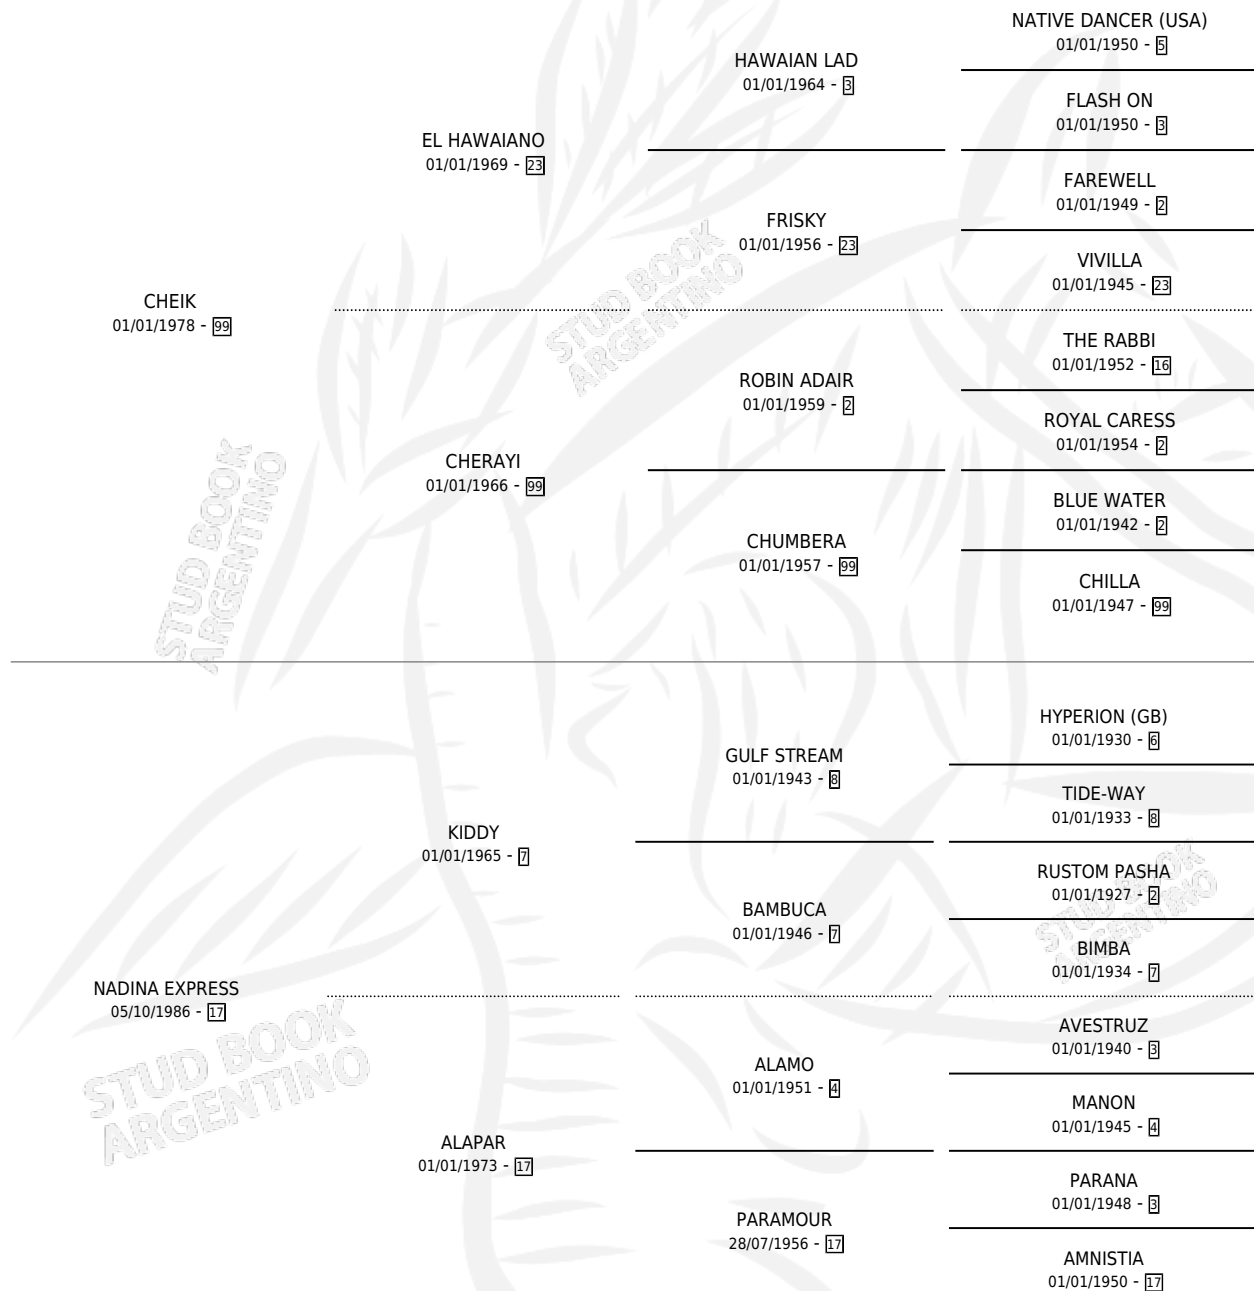 NATIVE DANCER (USA)
01/01/1950 - 5
HAWAIAN LAD
01/01/1964 - 3
FLASH ON
01/01/1950 - 3
EL HAWAIANO
01/01/1969 - 23
FAREWELL
01/01/1949 - 2
FRISKY
01/01/1956 - 23
VIVILLA
01/01/1945 - 23
CHEIK
01/01/1978 - 99
THE RABBI
01/01/1952 - 16
ROBIN ADAIR
01/01/1959 - 2
ROYAL CARESS
01/01/1954 - 2
CHERAYI
01/01/1966 - 99
BLUE WATER
01/01/1942 - 2
CHUMBERA
01/01/1957 - 99
CHILLA
01/01/1947 - 99
HYPERION (GB)
01/01/1930 - 6
GULF STREAM
01/01/1943 - 8
TIDE-WAY
01/01/1933 - 8
KIDDY
01/01/1965 - 7
RUSTOM PASHA
01/01/1927 - 2
BAMBUCA
01/01/1946 - 7
BIMBA
01/01/1934 - 7
NADINA EXPRESS
05/10/1986 - 17
AVESTRUZ
01/01/1940 - 3
ALAMO
01/01/1951 - 4
MANON
01/01/1945 - 4
ALAPAR
01/01/1973 - 17
PARANA
01/01/1948 - 3
PARAMOUR
28/07/1956 - 17
AMNISTIA
01/01/1950 - 17
STUD BOOK
ARGENTINO
STUD BOOK
ARGENTINO
STUD BOOK
ARGENTINO
STUD BOOK
ARGENTINO